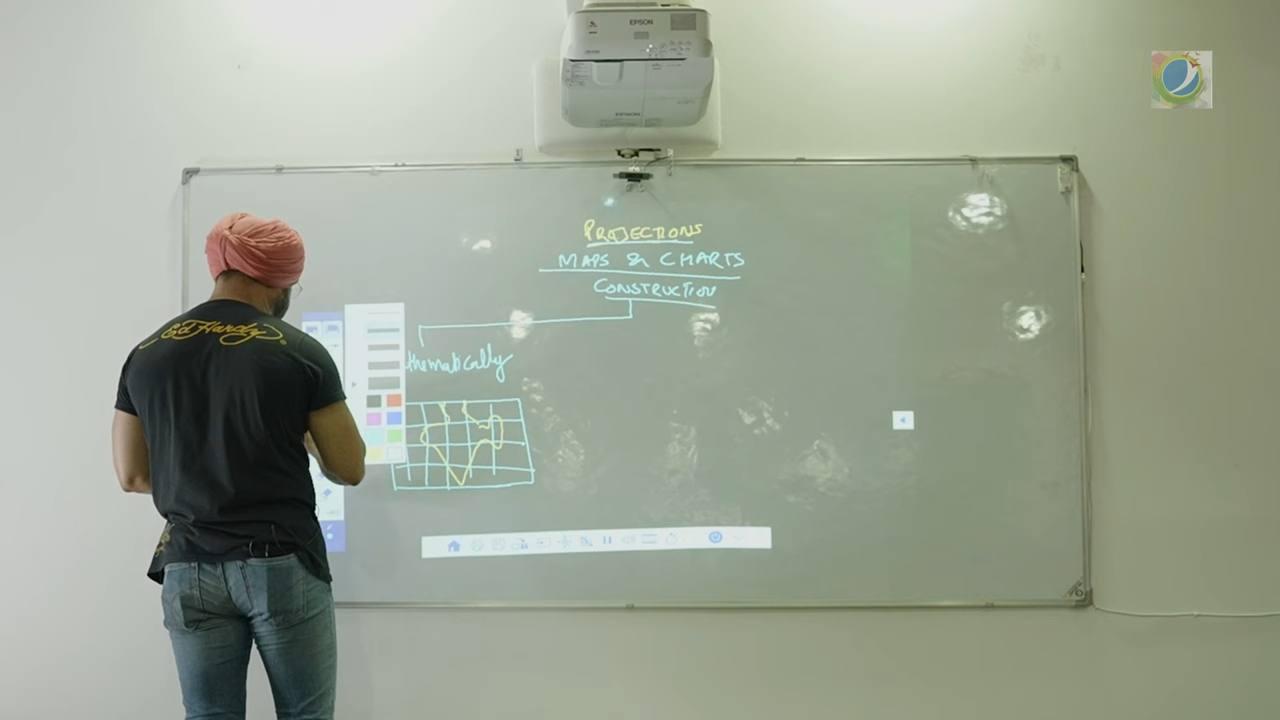 EPSON
PROJECTIONS
MAPS & CHARTS
CONSTRUCTION
thematically
Ed Hardy